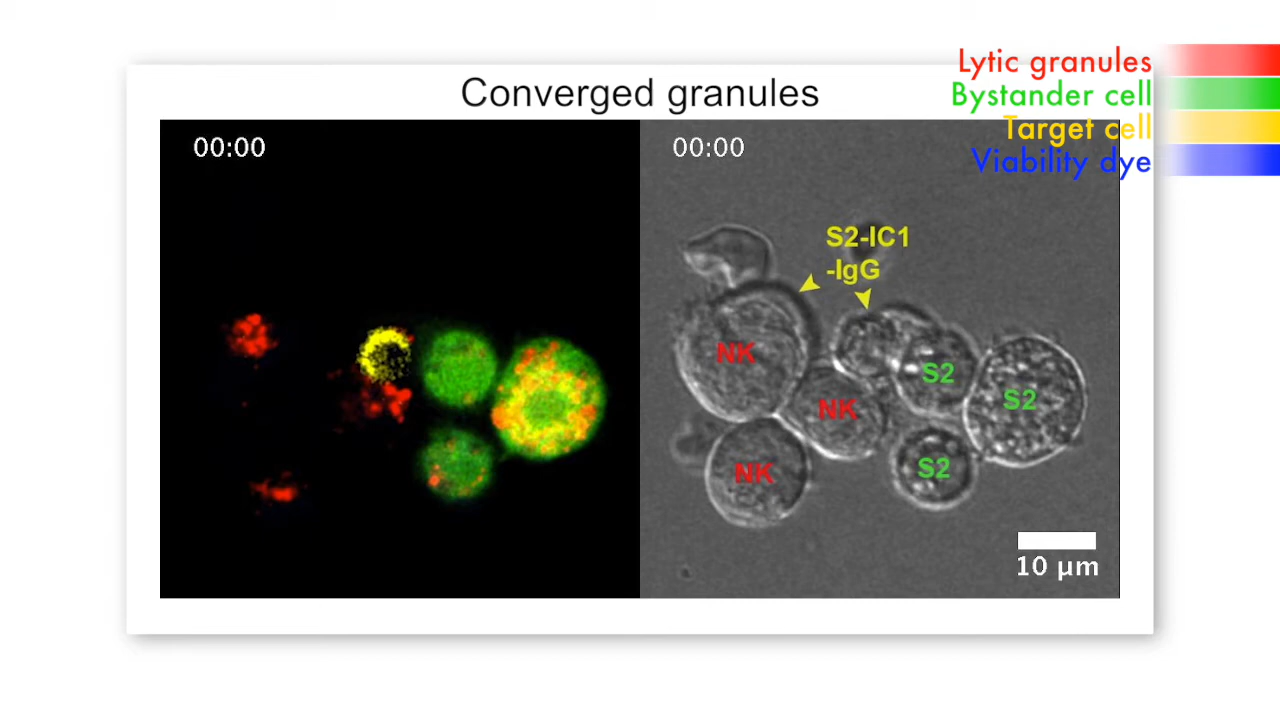 Lytic granules
Bystander cell
Target cell
Viability dye
Converged granules
00:00
00:00
S2-IC1
-IgG
NK
S2
S2
NK
NK
S2
10 μm